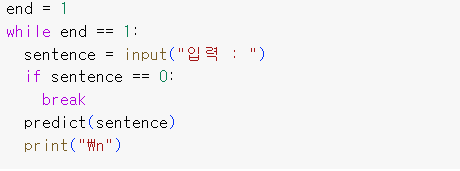 end = 1
while end == 1:
  sentence = input("입력 : ")
  if sentence == 0:
    break
  predict(sentence)
  print("₩n")